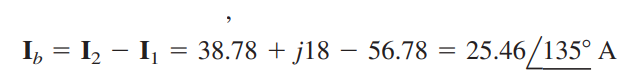 ,
I_b = I_2 − I_1 = 38.78 + j18 − 56.78 = 25.46/135° A